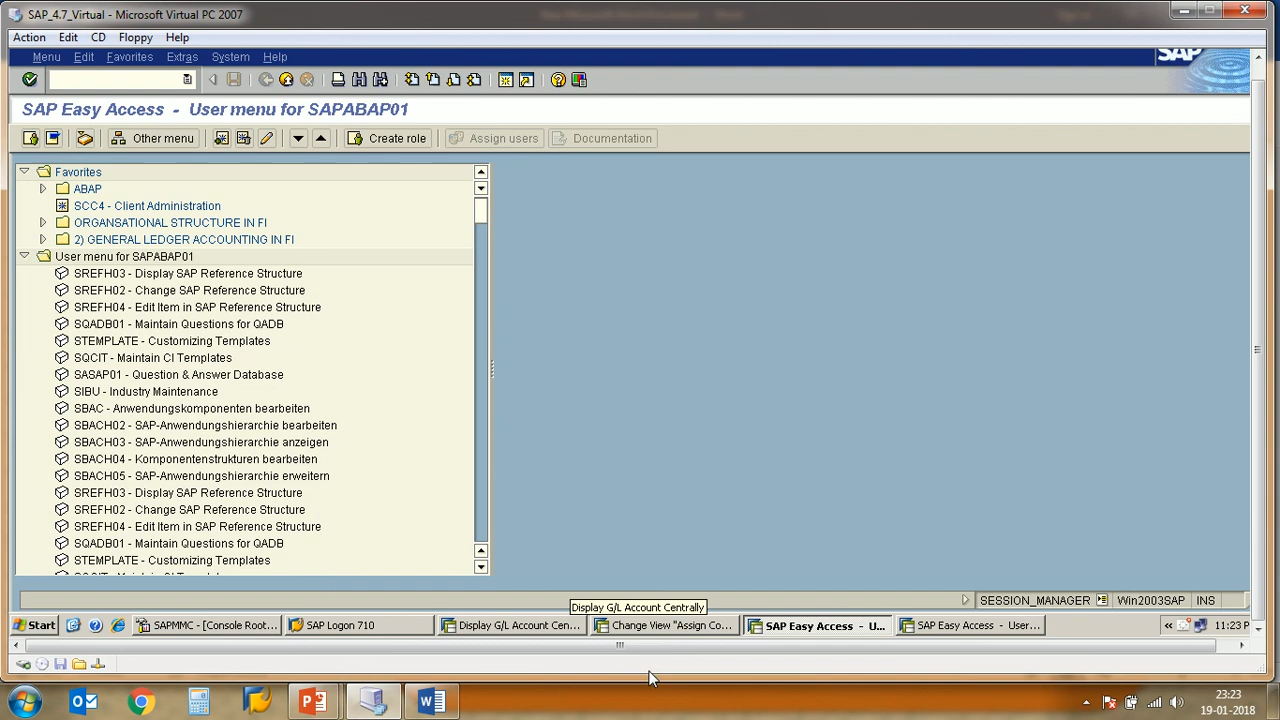 SAP_4.7_Virtual - Microsoft Virtual PC 2007
Action Edit CD Floppy Help
Menu Edit Favorites Extras System Help
SAP
SAP Easy Access - User menu for SAPABAP01
Other menu Create role Assign users Documentation
Favorites
ABAP
SCC4 - Client Administration
ORGANSATIONAL STRUCTURE IN FI
2) GENERAL LEDGER ACCOUNTING IN FI
User menu for SAPABAP01
SREFH03 - Display SAP Reference Structure
SREFH02 - Change SAP Reference Structure
SREFH04 - Edit Item in SAP Reference Structure
SQADB01 - Maintain Questions for QADB
STEMPLATE - Customizing Templates
SQCIT - Maintain CI Templates
SASAP01 - Question & Answer Database
SIBU - Industry Maintenance
SBAC - Anwendungskomponenten bearbeiten
SBACH02 - SAP-Anwendungshierarchie bearbeiten
SBACH03 - SAP-Anwendungshierarchie anzeigen
SBACH04 - Komponentenstrukturen bearbeiten
SBACH05 - SAP-Anwendungshierarchie erweitern
SREFH03 - Display SAP Reference Structure
SREFH02 - Change SAP Reference Structure
SREFH04 - Edit Item in SAP Reference Structure
SQADB01 - Maintain Questions for QADB
STEMPLATE - Customizing Templates
Display G/L Account Centrally
SESSION_MANAGER Win2003SAP INS
Start SAPMMC - [Console Root... SAP Logon 710 Display G/L Account Cen... Change View "Assign Co... SAP Easy Access - U... SAP Easy Access - User... 11:23 P
23:23
19-01-2018